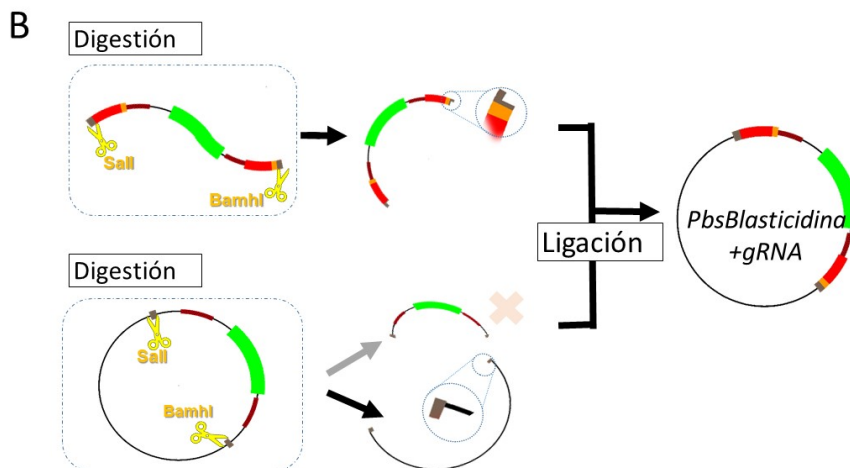 B
Digestión
SalI
BamhI
Digestión
SalI
BamhI
Ligación
PbsBlasticidina
+gRNA